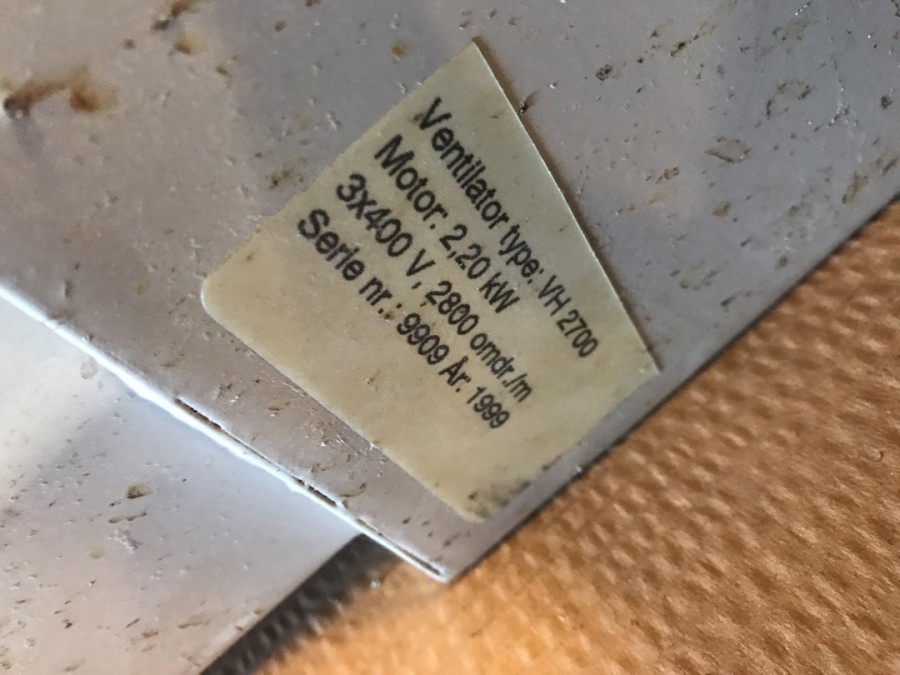 Ventilator type: VH 2700
Motor: 2,20 kW
3x400 V, 2800 omdr./m
Serie nr.: 9909 År. 1999